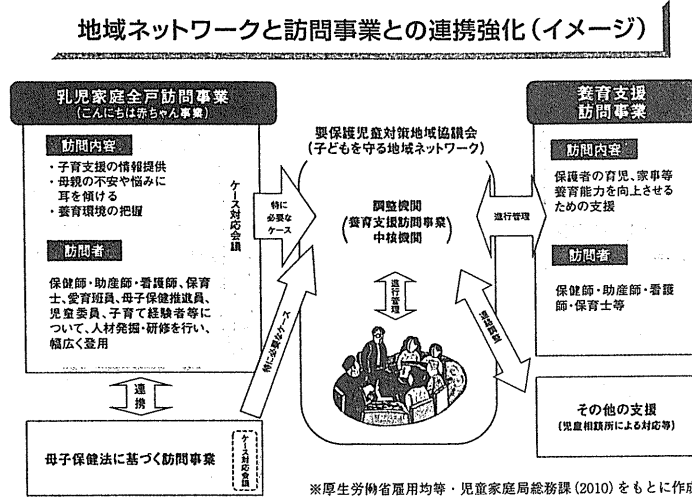 地域ネットワークと訪問事業との連携強化(イメージ)
乳児家庭全戸訪問事業
(こんにちは赤ちゃん事業)
訪問内容
・子育支援の情報提供
・母親の不安や悩みに
耳を傾ける
・養育環境の把握
訪問者
保健師・助産師・看護師、保育
士、愛育班員、母子保健推進員、
児童委員、子育て経験者等に
ついて、人材発掘・研修を行い、
幅広く登用
ケース対応会議
連携
母子保健法に基づく訪問事業
ケース対応会議
特に
必要な
ケース
特に必要なケース
要保護児童対策地域協議会
(子どもを守る地域ネットワーク)
調整機関
(養育支援訪問事業
中核機関)
進行管理
進行管理
連絡調整
養育支援
訪問事業
訪問内容
保護者の育児、家事等
養育能力を向上させる
ための支援
訪問者
保健師・助産師・看護
師・保育士等
その他の支援
(児童相談所による対応等)
※厚生労働省雇用均等・児童家庭局総務課(2010)をもとに作成